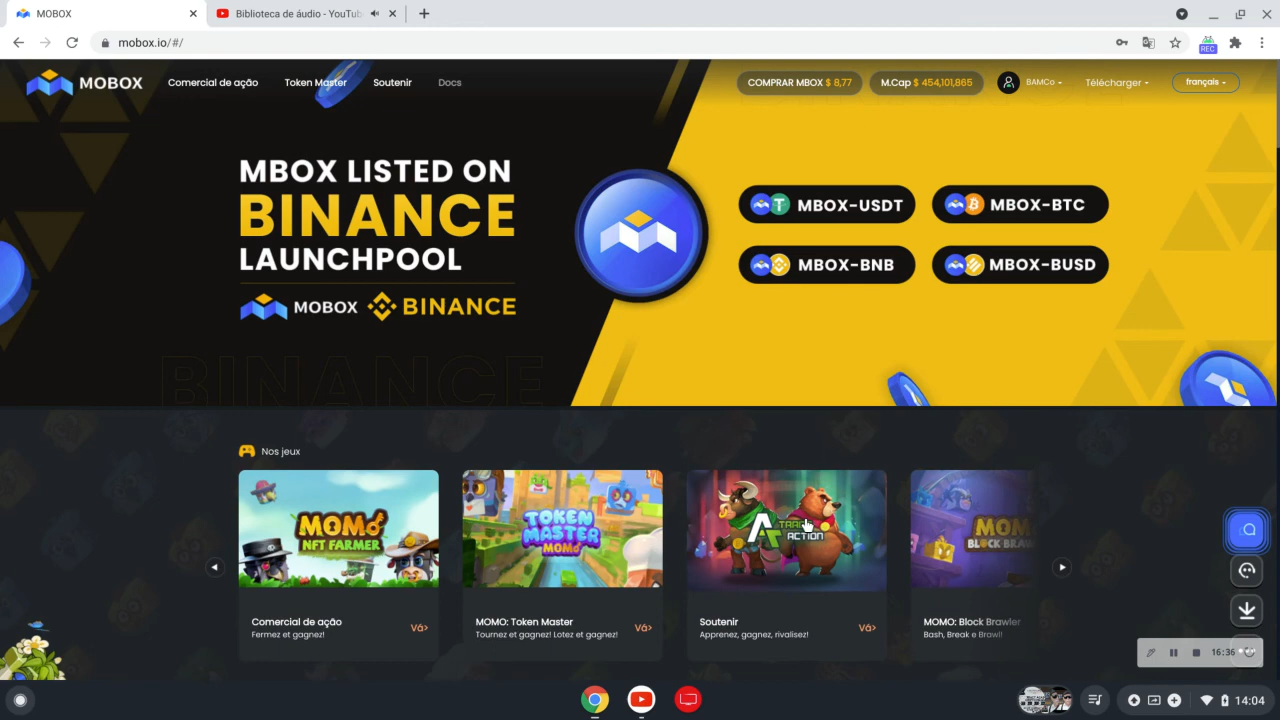 MOBOX
Biblioteca de áudio - YouTub
mobox.io/#/
REC
MOBOX
Comercial de ação
Token Master
Soutenir
Docs
COMPRAR MBOX $ 8,77
M.Cap $ 454,101,865
BAMCo
Télécharger
français
MBOX LISTED ON
BINANCE
LAUNCHPOOL
MOBOX BINANCE
BINANCE
MBOX-USDT
MBOX-BTC
MBOX-BNB
MBOX-BUSD
Nos jeux
MOMO
NFT FARMER
Comercial de ação
Fermez et gagnez!
Vá>
TOKEN
MASTER
MOMO
MOMO: Token Master
Tournez et gagnez! Lotez et gagnez!
Vá>
ACTION
Soutenir
Apprenez, gagnez, rivalisez!
Vá>
MOM
MOMO: Block Brawler
Bash, Break e Brawl!
16:36
14:04